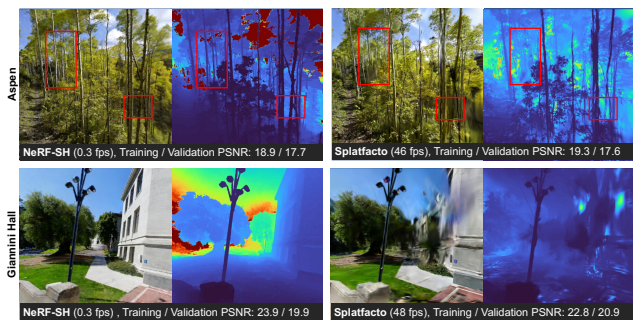 Aspen
NeRF-SH (0.3 fps), Training / Validation PSNR: 18.9 / 17.7
Splatfacto (46 fps), Training / Validation PSNR: 19.3 / 17.6
Giannini Hall
NeRF-SH (0.3 fps) , Training / Validation PSNR: 23.9 / 19.9
Splatfacto (48 fps), Training / Validation PSNR: 22.8 / 20.9